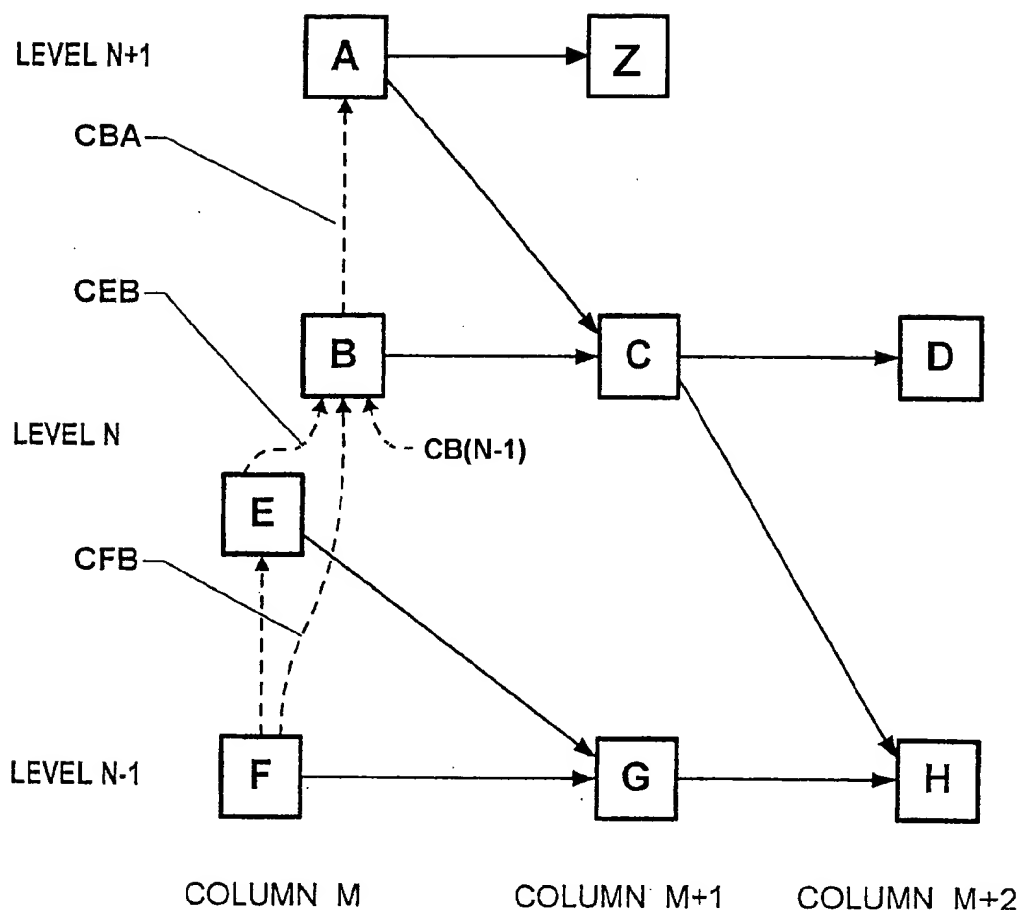 LEVEL N+1
A
Z
CBA
CEB
B
C
D
LEVEL N
CB(N-1)
E
CFB
LEVEL N-1
F
G
H
COLUMN M
COLUMN M+1
COLUMN M+2